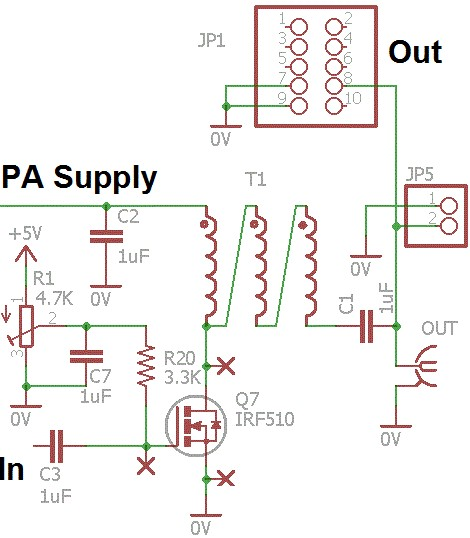 JP1
1 2
3 4
5 6
7 8
9 10
Out
0V
PA Supply
T1
JP5
1
2
+5V
C2
1uF
0V
0V
R1
4.7K
1
2
3
C1
1uF
OUT
C7
1uF
R20
3.3K
0V
Q7
IRF510
0V
In
C3
1uF
0V